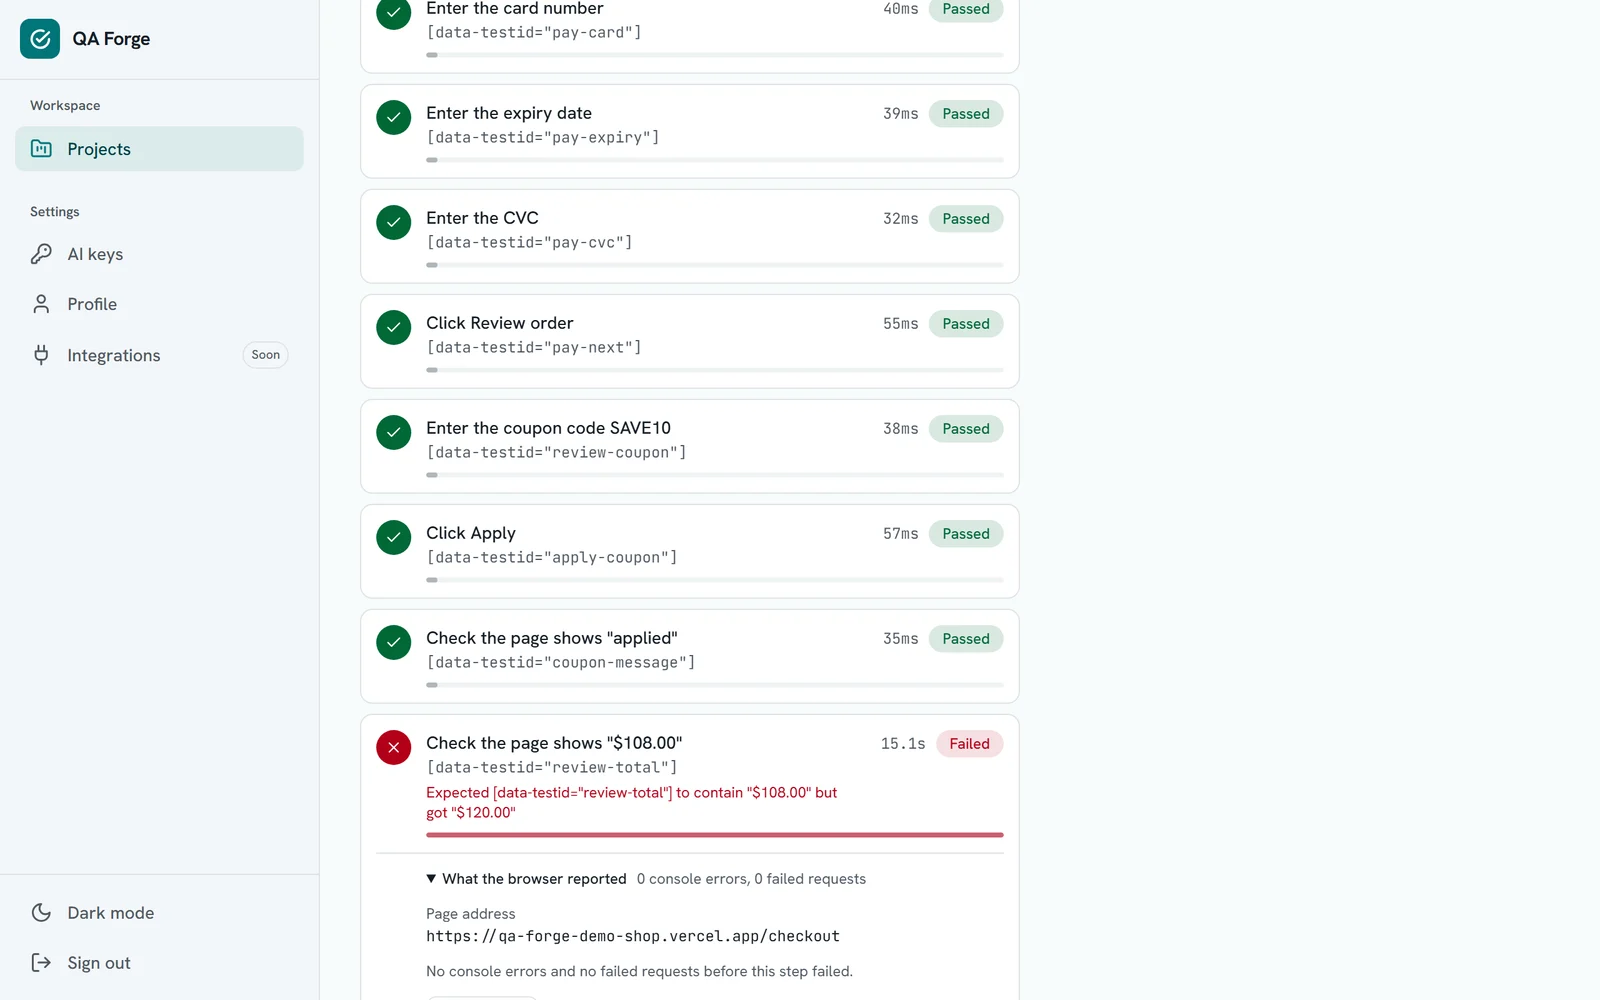 QA Forge
Workspace
Projects
Settings
AI keys
Profile
Integrations
Soon
Dark mode
Sign out
Enter the card number
40ms
Passed
[data-testid="pay-card"]
Enter the expiry date
39ms
Passed
[data-testid="pay-expiry"]
Enter the CVC
32ms
Passed
[data-testid="pay-cvc"]
Click Review order
55ms
Passed
[data-testid="pay-next"]
Enter the coupon code SAVE10
38ms
Passed
[data-testid="review-coupon"]
Click Apply
57ms
Passed
[data-testid="apply-coupon"]
Check the page shows "applied"
35ms
Passed
[data-testid="coupon-message"]
Check the page shows "$108.00"
15.1s
Failed
[data-testid="review-total"]
Expected [data-testid="review-total"] to contain "$108.00" but
got "$120.00"
▼ What the browser reported 0 console errors, 0 failed requests
Page address
https://qa-forge-demo-shop.vercel.app/checkout
No console errors and no failed requests before this step failed.